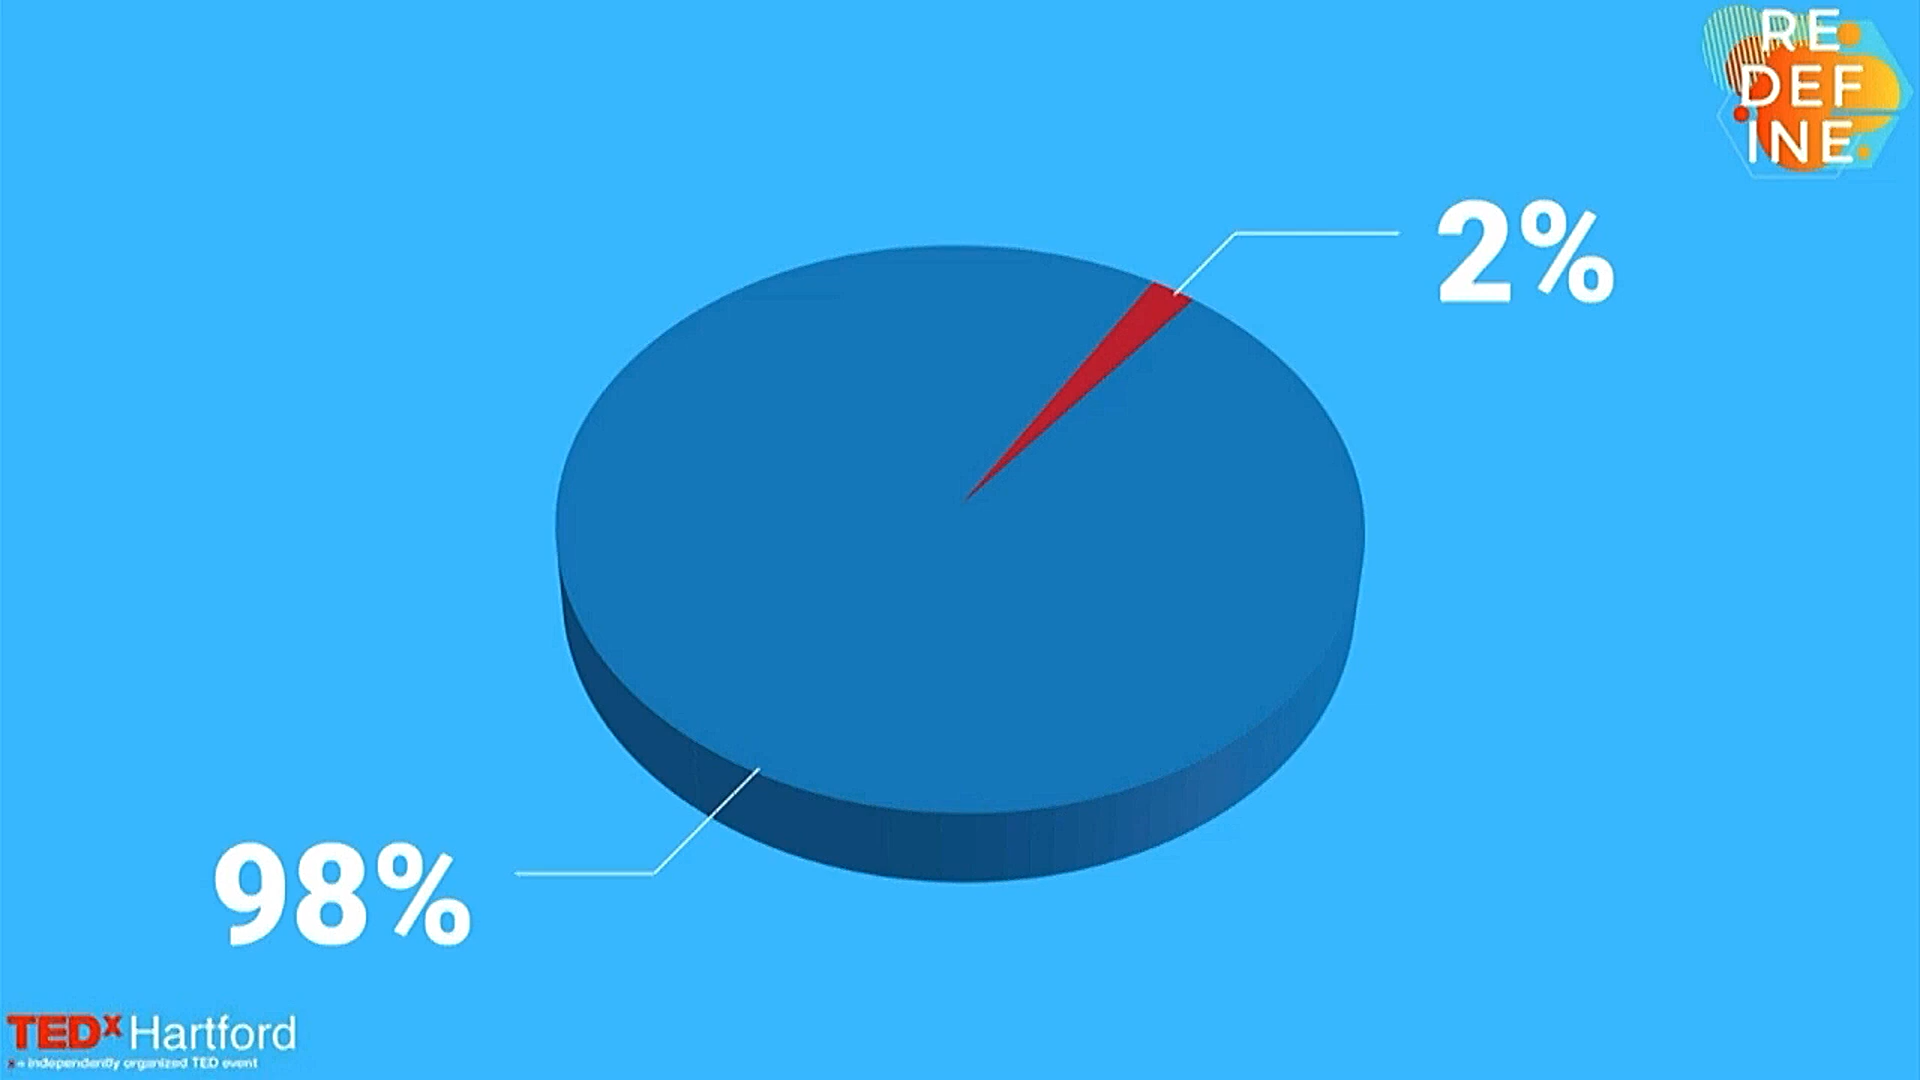 RE
DEF
INE
2%
98%
TEDx Hartford
x = independently organized TED event